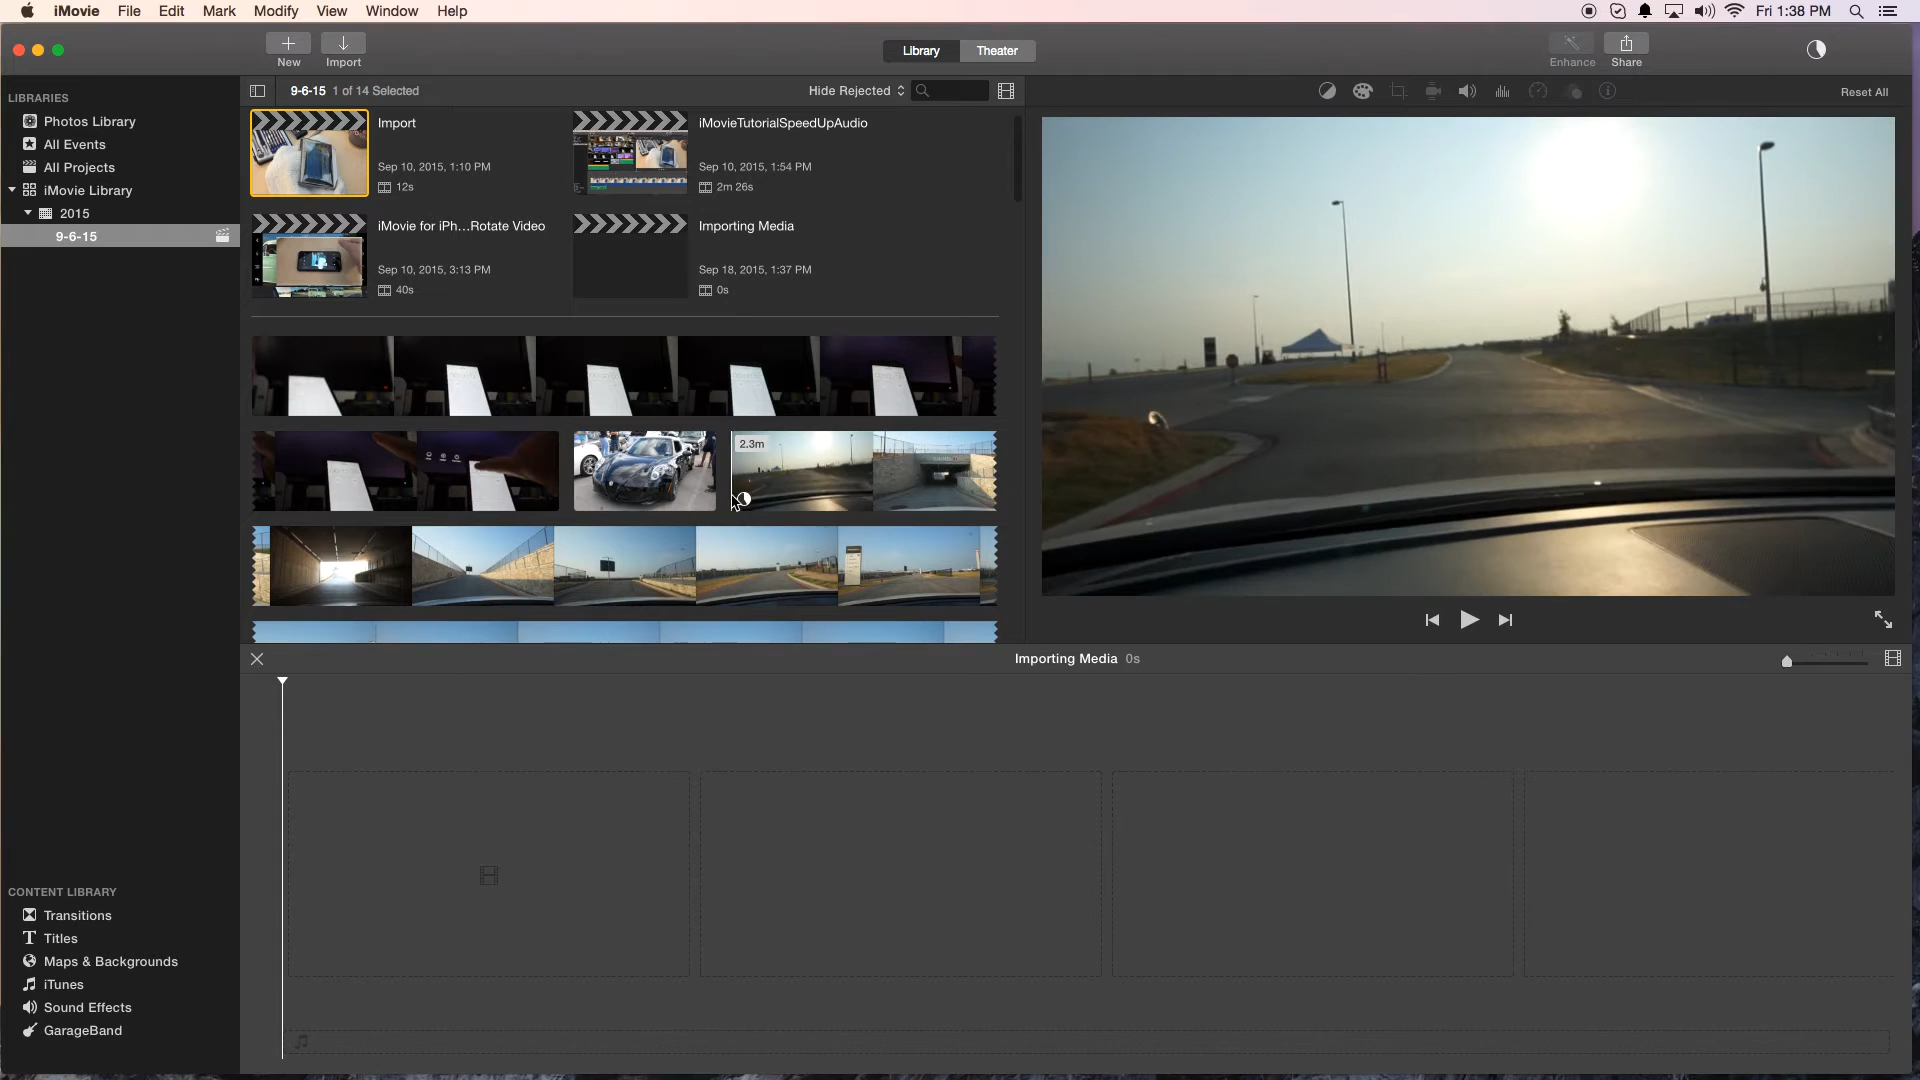 iMovie File Edit Mark Modify View Window Help Fri 1:38 PM
New Import Library Theater Enhance Share
LIBRARIES
Photos Library
All Events
All Projects
iMovie Library
2015
9-6-15
9-6-15 1 of 14 Selected Hide Rejected
Reset All
Import
Sep 10, 2015, 1:10 PM
12s
iMovieTutorialSpeedUpAudio
Sep 10, 2015, 1:54 PM
2m 26s
iMovie for iPh...Rotate Video
Sep 10, 2015, 3:13 PM
40s
Importing Media
Sep 18, 2015, 1:37 PM
0s
2.3m
Importing Media 0s
CONTENT LIBRARY
Transitions
Titles
Maps & Backgrounds
iTunes
Sound Effects
GarageBand